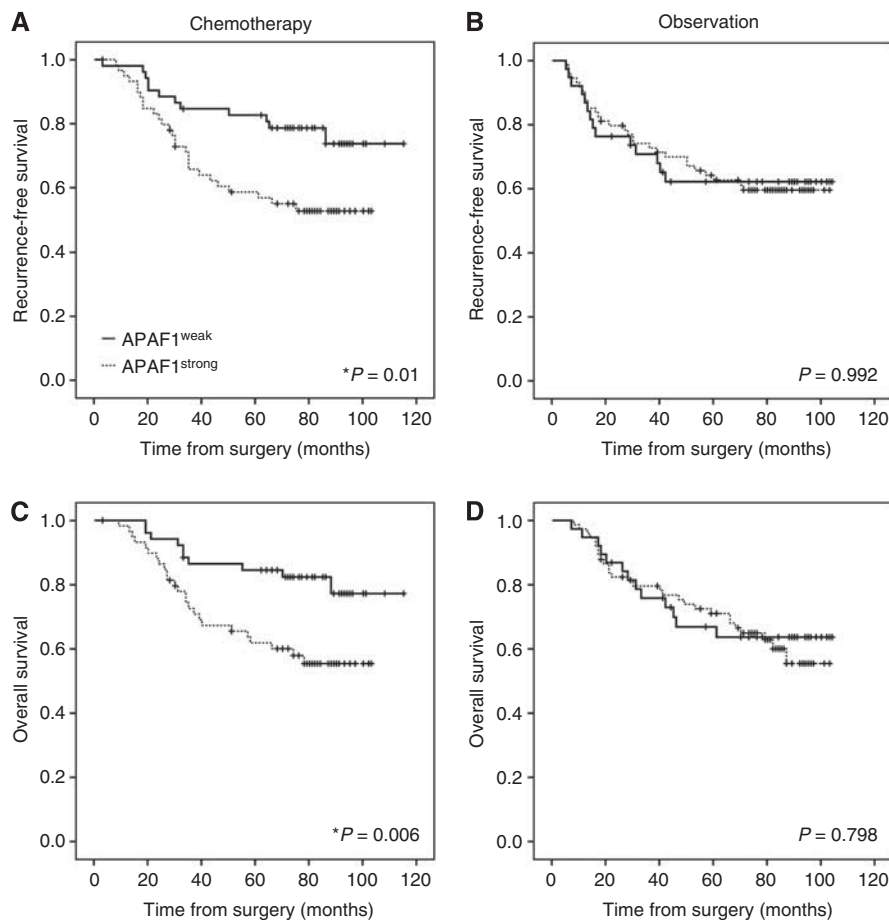 A
Chemotherapy
1.0
0.8
0.6
0.4
0.2
0.0
Recurrence-free survival
APAF1weak
APAF1strong
*P = 0.01
0 20 40 60 80 100 120
Time from surgery (months)
B
Observation
1.0
0.8
0.6
0.4
0.2
0.0
Recurrence-free survival
P = 0.992
0 20 40 60 80 100 120
Time from surgery (months)
C
1.0
0.8
0.6
0.4
0.2
0.0
Overall survival
*P = 0.006
0 20 40 60 80 100 120
Time from surgery (months)
D
1.0
0.8
0.6
0.4
0.2
0.0
Overall survival
P = 0.798
0 20 40 60 80 100 120
Time from surgery (months)